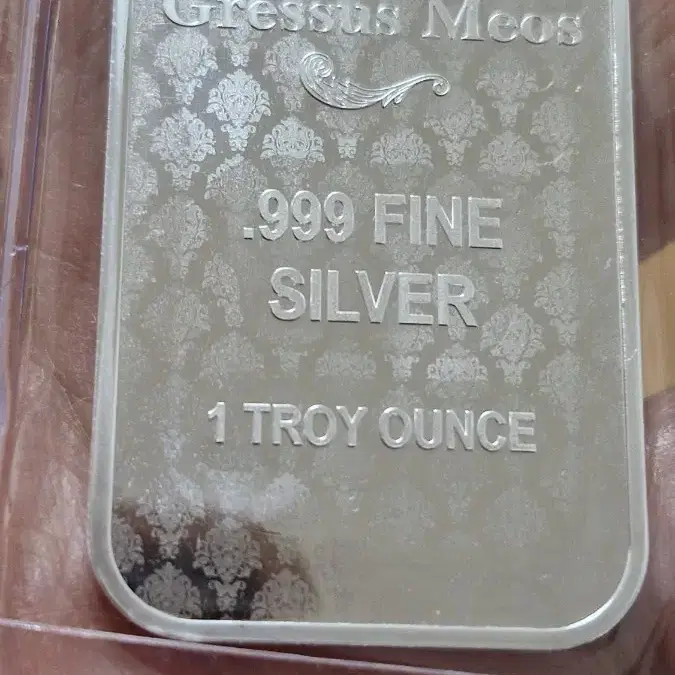 Gressus Meos
.999 FINE
SILVER
1 TROY OUNCE